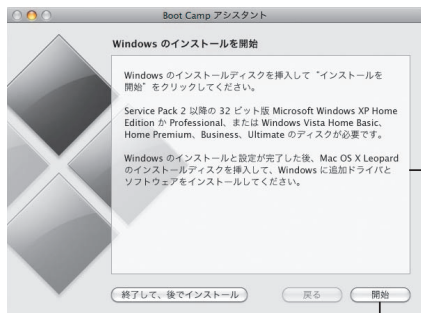 Boot Camp アシスタント
Windows のインストールを開始
Windows のインストールディスクを挿入して“インストールを
開始”をクリックしてください。
Service Pack 2 以降の 32 ビット版 Microsoft Windows XP Home
Edition か Professional、または Windows Vista Home Basic、
Home Premium、Business、Ultimate のディスクが必要です。
Windows のインストールと設定が完了した後、Mac OS X Leopard
のインストールディスクを挿入して、Windows に追加ドライバと
ソフトウェアをインストールしてください。
終了して、後でインストール
戻る
開始